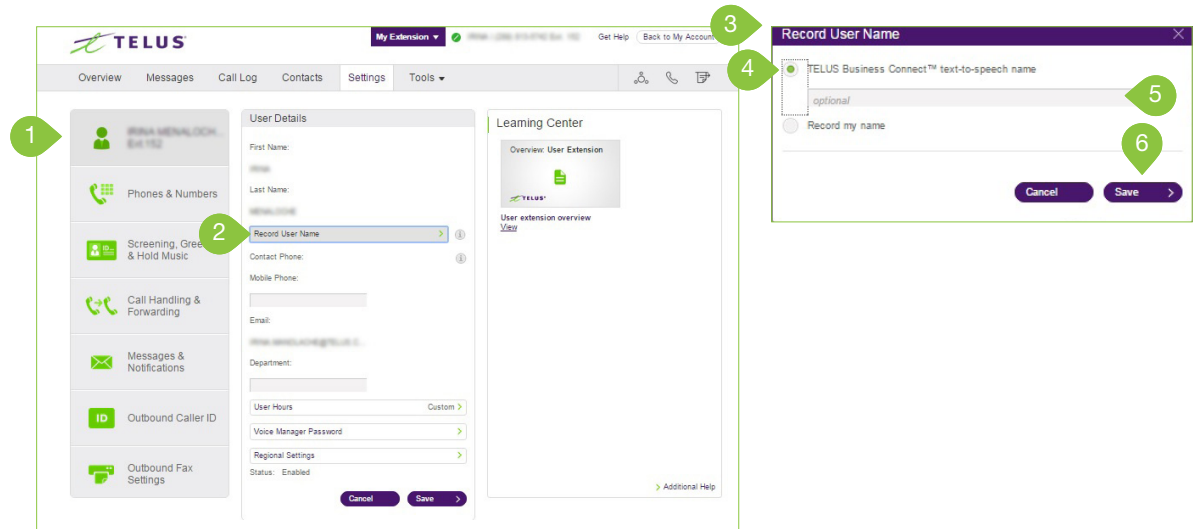 TELUS
My Extension
Get Help
Back to My Account
Overview
Messages
Call Log
Contacts
Settings
Tools
1
Phones & Numbers
Screening, Gree
& Hold Music
Call Handling &
Forwarding
Messages &
Notifications
ID
Outbound Caller ID
Outbound Fax
Settings
User Details
First Name:
Last Name:
2
Record User Name
Contact Phone:
Mobile Phone:
Email:
Department:
User Hours Custom
Voice Manager Password
Regional Settings
Status: Enabled
Cancel
Save
Learning Center
Overview: User Extension
TELUS
User extension overview
View
Additional Help
3
Record User Name
4
TELUS Business Connect™ text-to-speech name
optional
5
Record my name
6
Cancel
Save